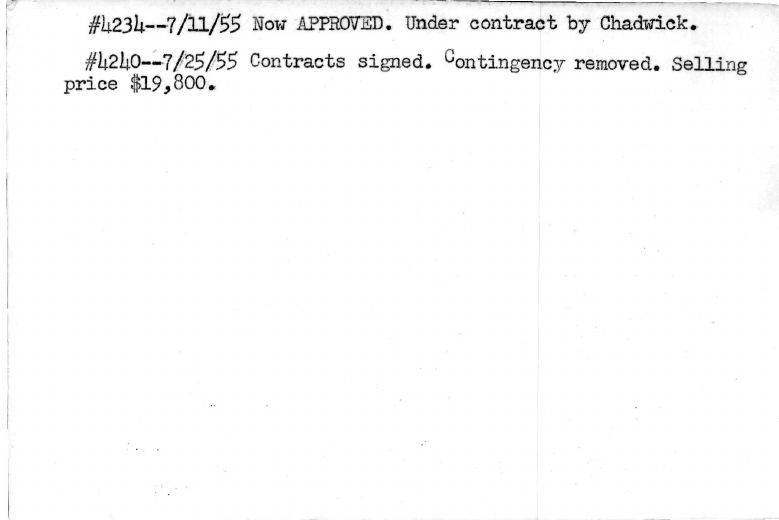 #4234--7/11/55 Now APPROVED. Under contract by Chadwick.
#4240--7/25/55 Contracts signed. Contingency removed. Selling
price $19,800.